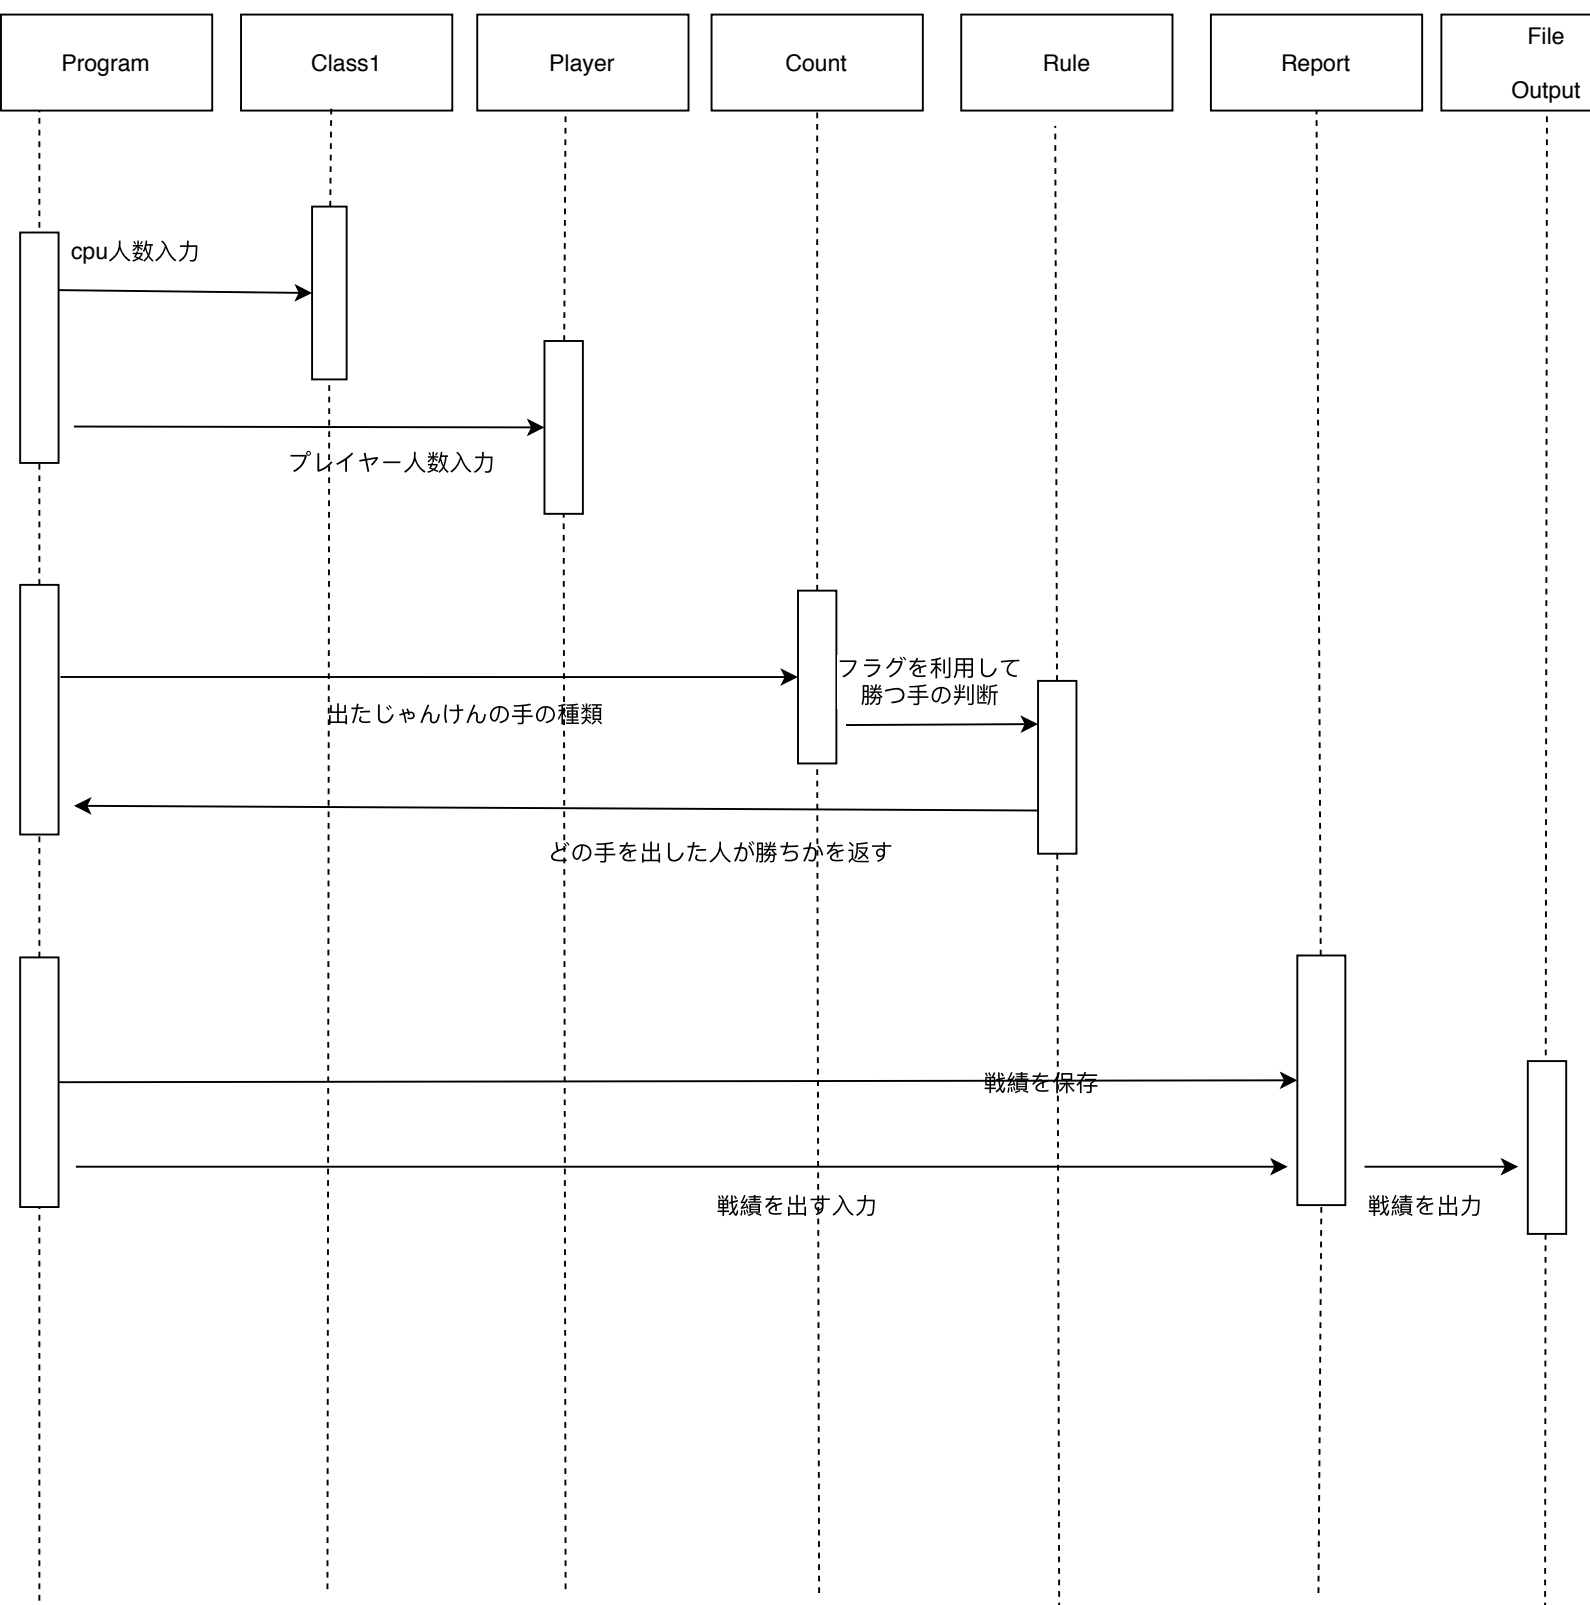 Program
Class1
Player
Count
Rule
Report
File
Output
cpu人数入力
プレイヤー人数入力
フラグを利用して
勝つ手の判断
出たじゃんけんの手の種類
どの手を出した人が勝ちかを返す
戦績を保存
戦績を出す入力
戦績を出力